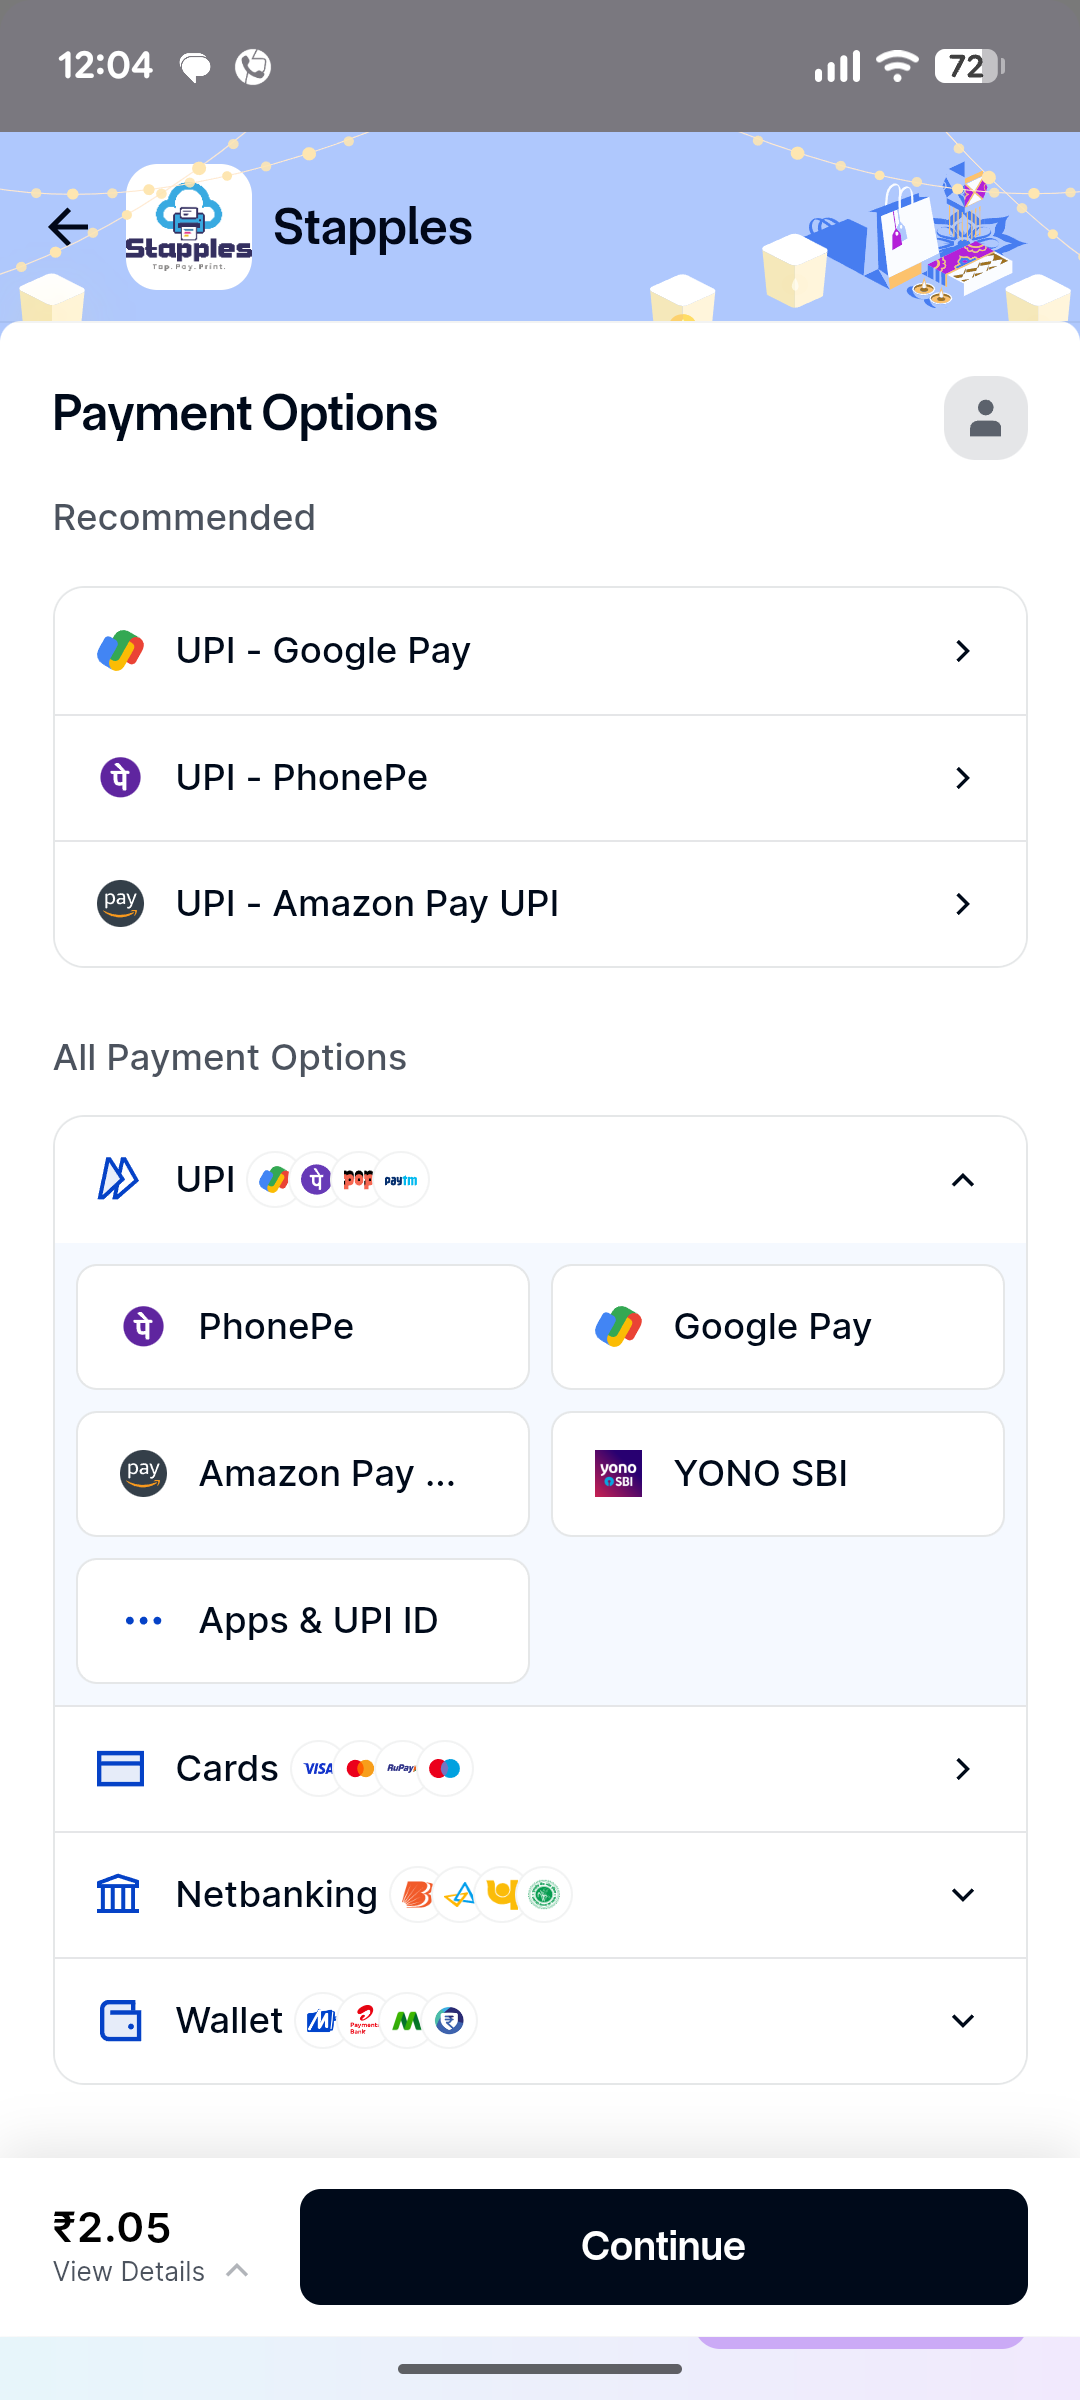 12:04
72
Stapples
Tap. Pay. Print.
Stapples
Payment Options
Recommended
UPI - Google Pay
पे
UPI - PhonePe
pay
UPI - Amazon Pay UPI
All Payment Options
UPI
पे
pop
paytm
पे
PhonePe
Google Pay
pay
Amazon Pay ...
yono
SBI
YONO SBI
Apps & UPI ID
Cards
VISA
RuPay
Netbanking
Wallet
Payments
Bank
₹2.05
View Details
Continue